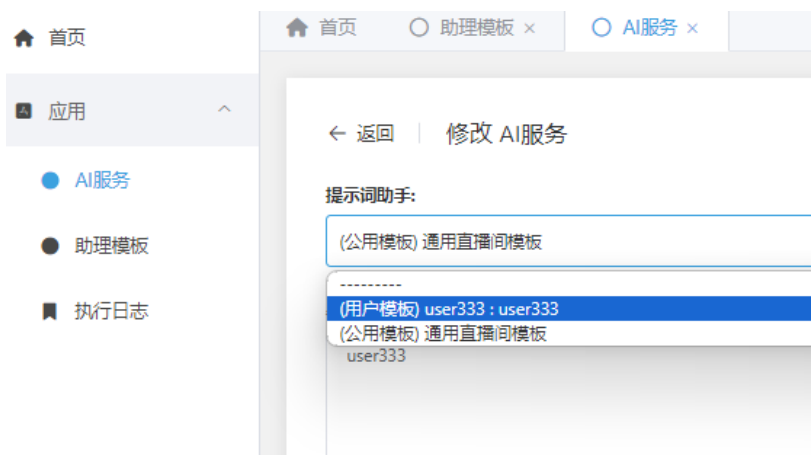 首页
应用
AI服务
助理模板
执行日志
首页 助理模板 × AI服务 ×
← 返回 修改 AI服务
提示词助手:
(公用模板) 通用直播间模板
---------
(用户模板) user333 : user333
(公用模板) 通用直播间模板
user333